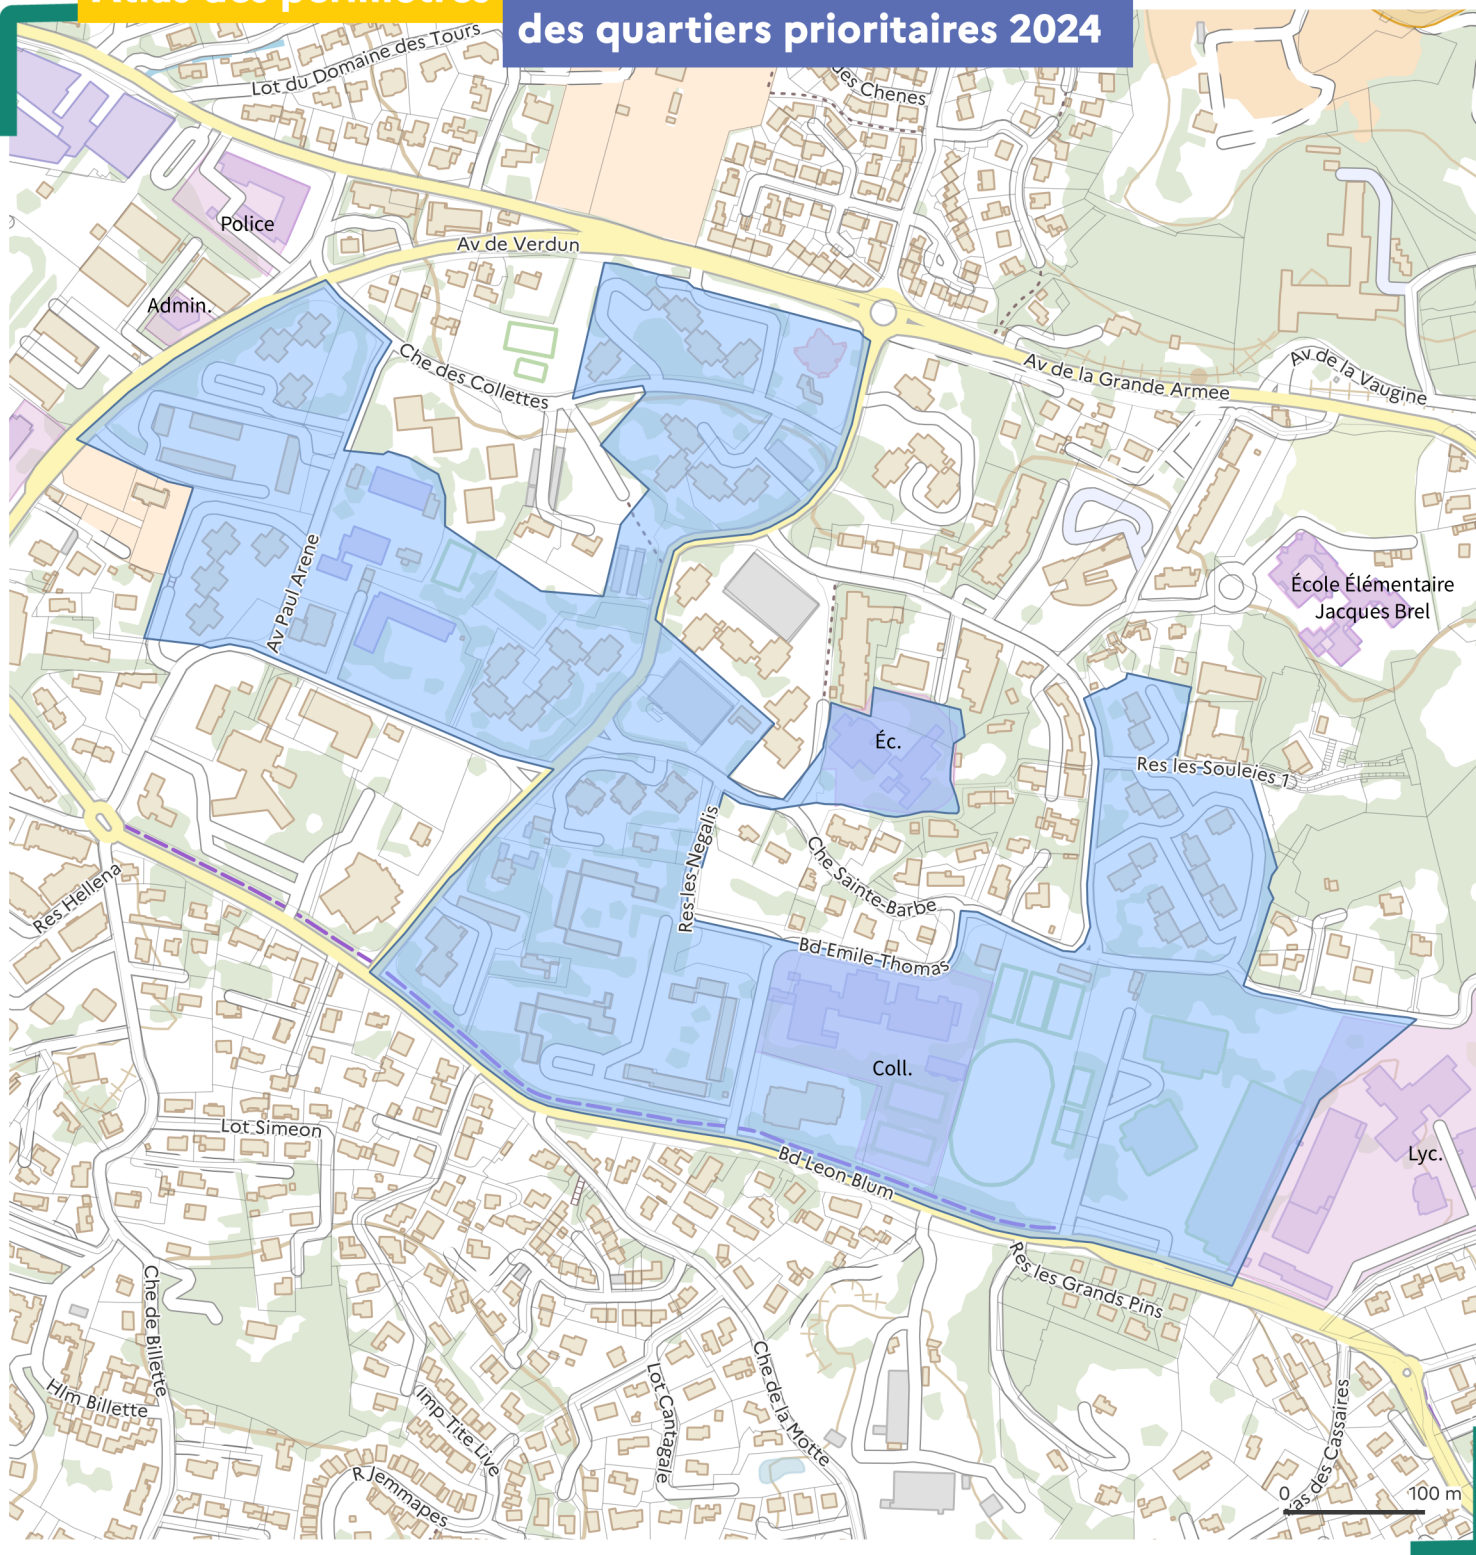 Atlas des périmètres
des quartiers prioritaires 2024
Lot du Domaine des Tours
des Chenes
Police
Av de Verdun
Admin.
Che des Collettes
Av de la Grande Armee
Av de la Vaugine
Av Paul Arene
École Élémentaire
Jacques Brel
Éc.
Res les Souleies 1
Res-les-Negalis
Che Sainte-Barbe
Res Hellena
Bd Emile Thomas
Coll.
Lot Simeon
Bd Leon Blum
Lyc.
Res les Grands Pins
Che de Billette
Hlm Billette
Imp Tite Live
Lot Cantagale
Che de la Motte
R Jemmapes
as des Cassaires
0
100 m